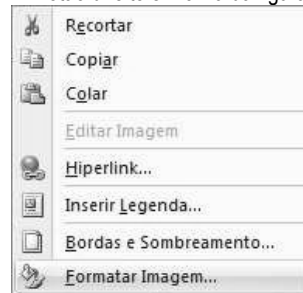 Recortar
Copiar
Colar
Editar Imagem
Hiperlink...
Inserir Legenda...
Bordas e Sombreamento...
Formatar Imagem...